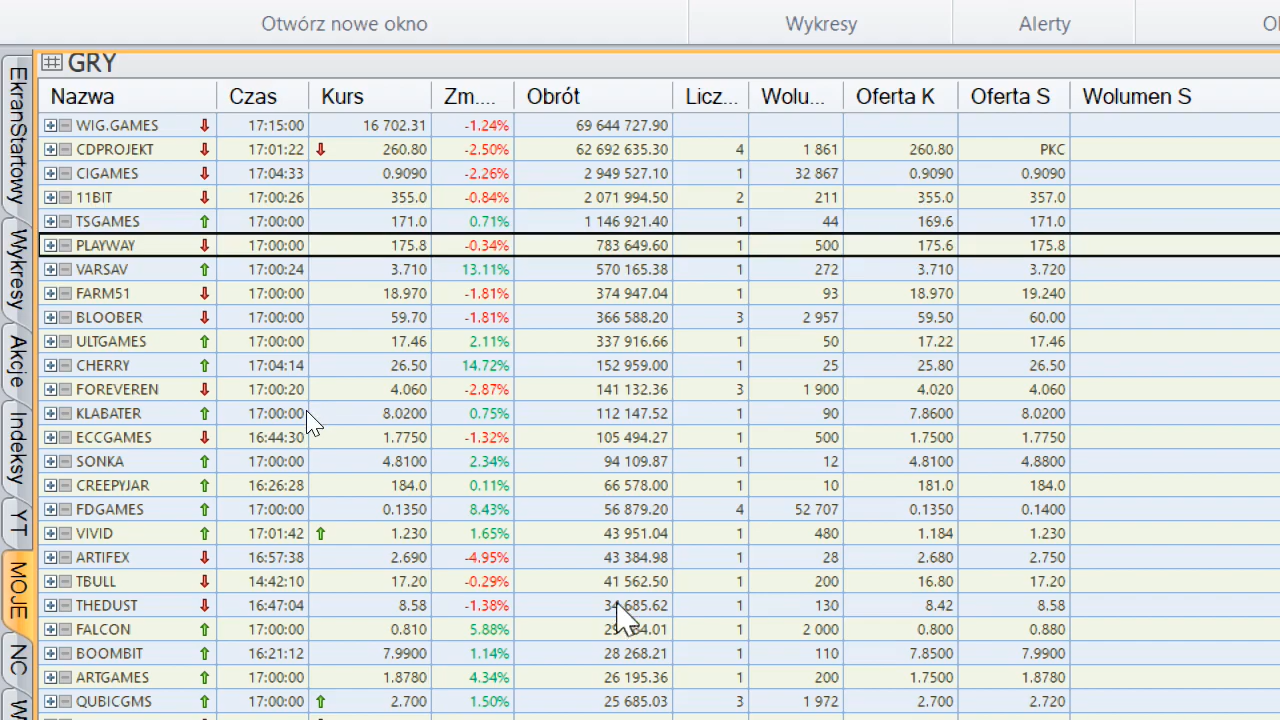 Otwórz nowe okno Wykresy Alerty
GRY
Nazwa Czas Kurs Zm.... Obrót Licz... Wolu... Oferta K Oferta S Wolumen S
WIG.GAMES 17:15:00 16 702.31 -1.24% 69 644 727.90
CDPROJEKT 17:01:22 260.80 -2.50% 62 692 635.30 4 1 861 260.80 PKC
CIGAMES 17:04:33 0.9090 -2.26% 2 949 527.10 1 32 867 0.9090 0.9090
11BIT 17:00:26 355.0 -0.84% 2 071 994.50 2 211 355.0 357.0
TSGAMES 17:00:00 171.0 0.71% 1 146 921.40 1 44 169.6 171.0
PLAYWAY 17:00:00 175.8 -0.34% 783 649.60 1 500 175.6 175.8
VARSAV 17:00:24 3.710 13.11% 570 165.38 1 272 3.710 3.720
FARM51 17:00:00 18.970 -1.81% 374 947.04 1 93 18.970 19.240
BLOOBER 17:00:00 59.70 -1.81% 366 588.20 3 2 957 59.50 60.00
ULTGAMES 17:00:00 17.46 2.11% 337 916.66 1 50 17.22 17.46
CHERRY 17:04:14 26.50 14.72% 152 959.00 1 25 25.80 26.50
FOREVEREN 17:00:20 4.060 -2.87% 141 132.36 3 1 900 4.020 4.060
KLABATER 17:00:00 8.0200 0.75% 112 147.52 1 90 7.8600 8.0200
ECCGAMES 16:44:30 1.7750 -1.32% 105 494.27 1 500 1.7500 1.7750
SONKA 17:00:00 4.8100 2.34% 94 109.87 1 12 4.8100 4.8800
CREEPYJAR 16:26:28 184.0 0.11% 66 578.00 1 10 181.0 184.0
FDGAMES 17:00:00 0.1350 8.43% 56 879.20 4 52 707 0.1350 0.1400
VIVID 17:01:42 1.230 1.65% 43 951.04 1 480 1.184 1.230
ARTIFEX 16:57:38 2.690 -4.95% 43 384.98 1 28 2.680 2.750
TBULL 14:42:10 17.20 -0.29% 41 562.50 1 200 16.80 17.20
THEDUST 16:47:04 8.58 -1.38% 1 130 8.42 8.58
FALCON 17:00:00 0.810 5.88% 1 2 000 0.800 0.880
BOOMBIT 16:21:12 7.9900 1.14% 28 268.21 1 110 7.8500 7.9900
ARTGAMES 17:00:00 1.8780 4.34% 26 195.36 1 200 1.7500 1.8780
QUBICGMS 17:00:00 2.700 1.50% 25 685.03 3 1 972 2.700 2.720
EkranStartowy
Wykresy
Akcje
Indeksy
YT
MOJE
NC